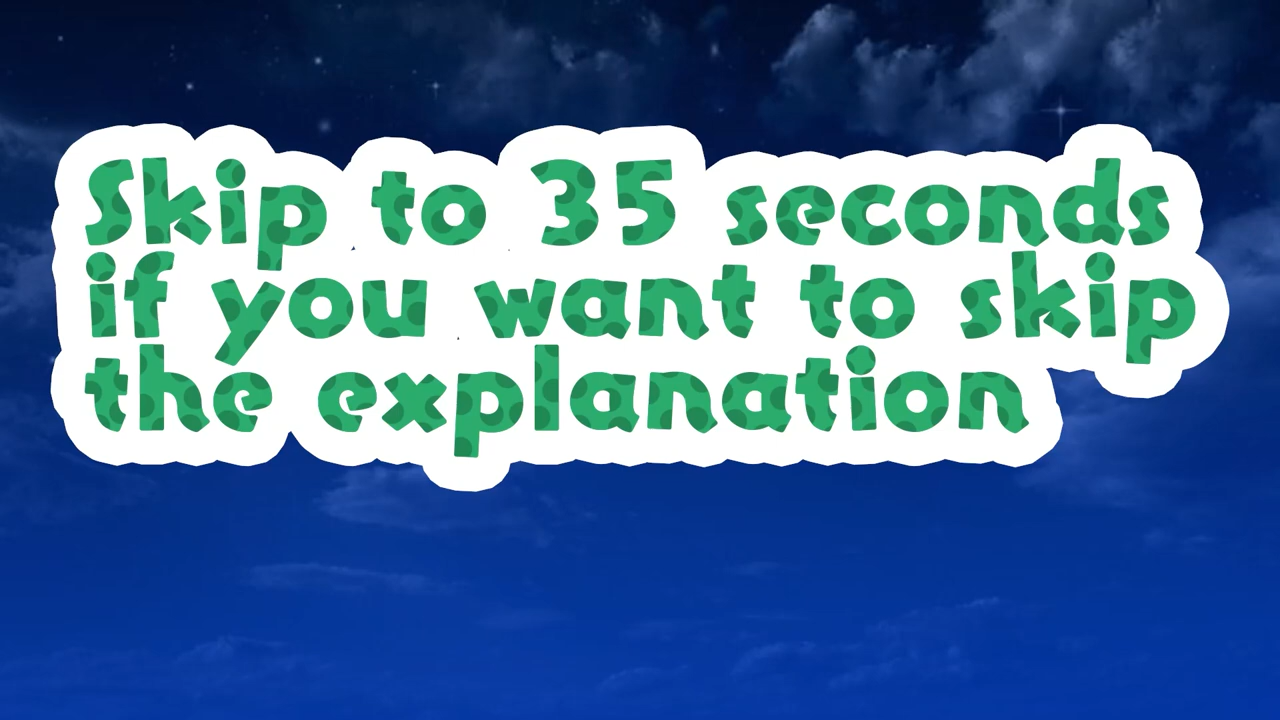 Skip to 35 seconds
if you want to skip
the explanation